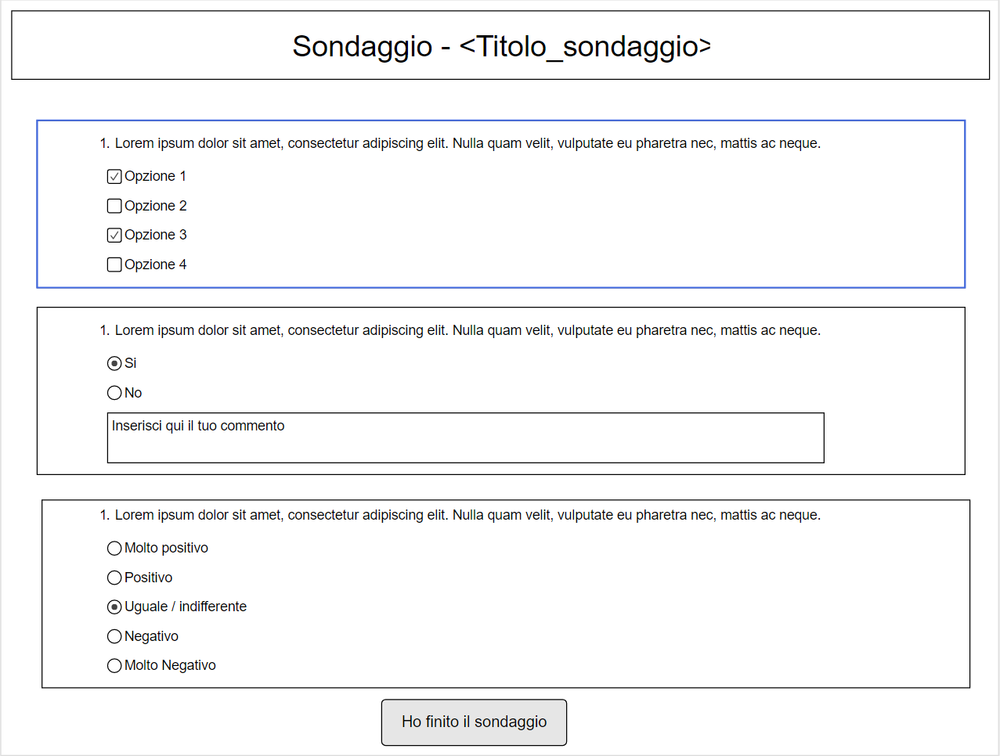 Sondaggio - <Titolo_sondaggio>
1. Lorem ipsum dolor sit amet, consectetur adipiscing elit. Nulla quam velit, vulputate eu pharetra nec, mattis ac neque.
Opzione 1
Opzione 2
Opzione 3
Opzione 4
1. Lorem ipsum dolor sit amet, consectetur adipiscing elit. Nulla quam velit, vulputate eu pharetra nec, mattis ac neque.
Si
No
Inserisci qui il tuo commento
1. Lorem ipsum dolor sit amet, consectetur adipiscing elit. Nulla quam velit, vulputate eu pharetra nec, mattis ac neque.
Molto positivo
Positivo
Uguale / indifferente
Negativo
Molto Negativo
Ho finito il sondaggio